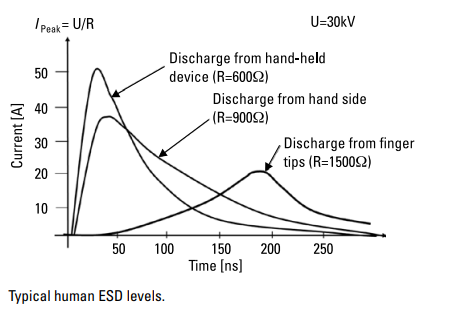 I Peak = U/R
U=30kV
Discharge from hand-held
device (R=600Ω)
Discharge from hand side
(R=900Ω)
Discharge from finger
tips (R=1500Ω)
Current [A]
50
40
30
20
10
50 100 150 200 250
Time [ns]
Typical human ESD levels.